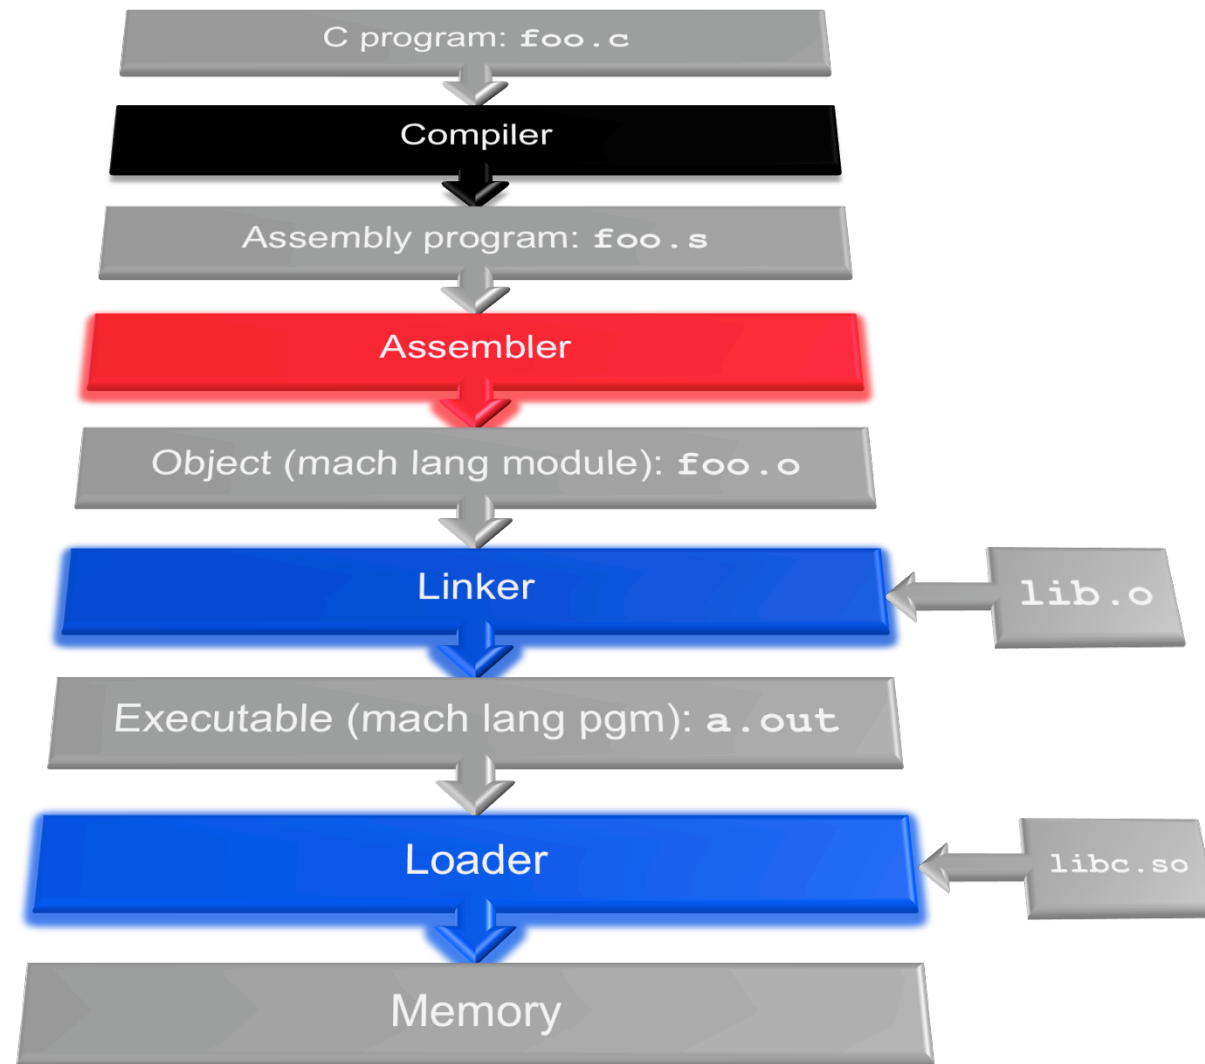 C program: foo.c
Compiler
Assembly program: foo.s
Assembler
Object (mach lang module): foo.o
Linker
lib.o
Executable (mach lang pgm): a.out
Loader
libc.so
Memory